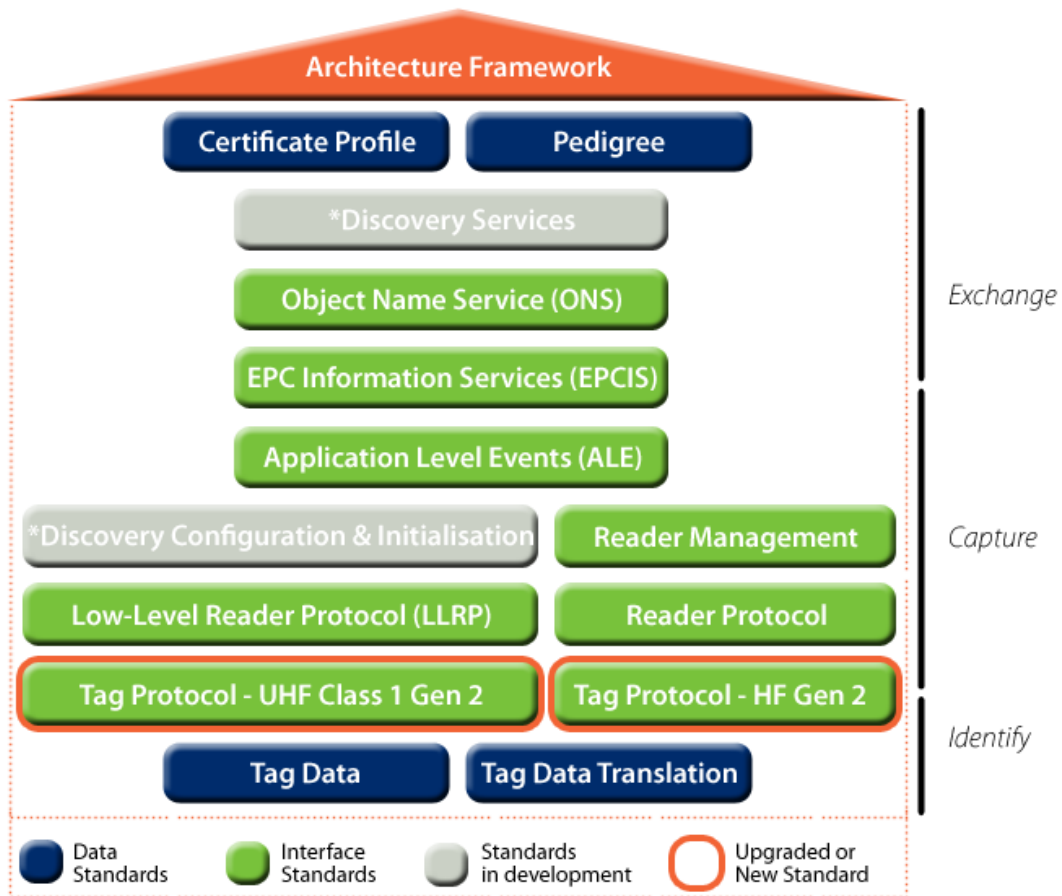 Architecture Framework
Certificate Profile
Pedigree
*Discovery Services
Object Name Service (ONS)
Exchange
EPC Information Services (EPCIS)
Application Level Events (ALE)
*Discovery Configuration & Initialisation
Reader Management
Capture
Low-Level Reader Protocol (LLRP)
Reader Protocol
Tag Protocol - UHF Class 1 Gen 2
Tag Protocol - HF Gen 2
Identify
Tag Data
Tag Data Translation
Data
Standards
Interface
Standards
Standards
in development
Upgraded or
New Standard